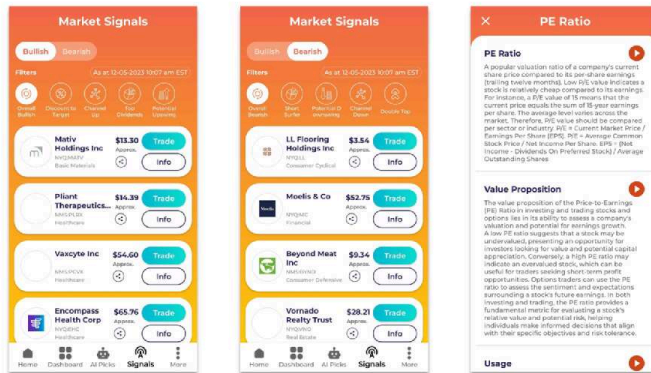 Market Signals
Bullish Bearish
Filters As at 12-05-2023 10:07 am EST
Overall Bullish
Discount to Target
Channel Up
Top Dividends
Potential Upswing
Mativ Holdings Inc
$13.30
Approx.
Trade
Info
Basic Materials
Pliant Therapeutics...
$14.39
Approx.
Trade
Info
Healthcare
Vaxcyte Inc
$54.60
Approx.
Trade
Info
Healthcare
Encompass Health Corp
$65.76
Approx.
Trade
Info
Healthcare
Home Dashboard AI Picks Signals More
Market Signals
Bullish Bearish
Filters As at 12-05-2023 10:07 am EST
Overall Bearish
Short Surfer
Channel Down
Double Top
LL Flooring Holdings Inc
$3.54
Approx.
Trade
Info
Consumer Cyclical
Moelis & Co
$52.75
Approx.
Trade
Info
Financial
Beyond Meat Inc
$9.34
Approx.
Trade
Info
Consumer Defensive
Vornado Realty Trust
$28.21
Approx.
Trade
Info
Real Estate
Home Dashboard AI Picks Signals More
PE Ratio
PE Ratio
A popular valuation ratio of a company's current
share price compared to its per-share earnings
(trailing twelve months). Low P/E value indicates a
stock is relatively cheap compared to its earnings.
For instance, a P/E value of 15 means that the
current price equals the sum of 15-year earnings
per share. The average level varies across the
market. Therefore, P/E value should be compared
per sector or industry. P/E = Current Market Price /
Earnings Per Share (EPS). P/E = Average Common
Stock Price / Net Income Per Share. EPS = (Net
Income - Dividends On Preferred Stock) / Average
Outstanding Shares
Value Proposition
The value proposition of the Price-to-Earnings
(PE) Ratio in investing and trading stocks and
options lies in its ability to assess a company's
valuation and potential for earnings growth.
A low PE ratio suggests that a stock may be
undervalued, presenting an opportunity for
investors looking for value and potential capital
appreciation. Conversely, a high PE ratio may
indicate an overvalued stock, which can be
useful for traders seeking short-term profit
opportunities. Options traders can use the PE
ratio to assess the sentiment and expectations
surrounding a stock's future earnings. In both
investing and trading, the PE ratio provides a
fundamental metric for evaluating a stock's
relative value and potential risk, helping
individuals make informed decisions that align
with their specific objectives and risk tolerance.
Usage